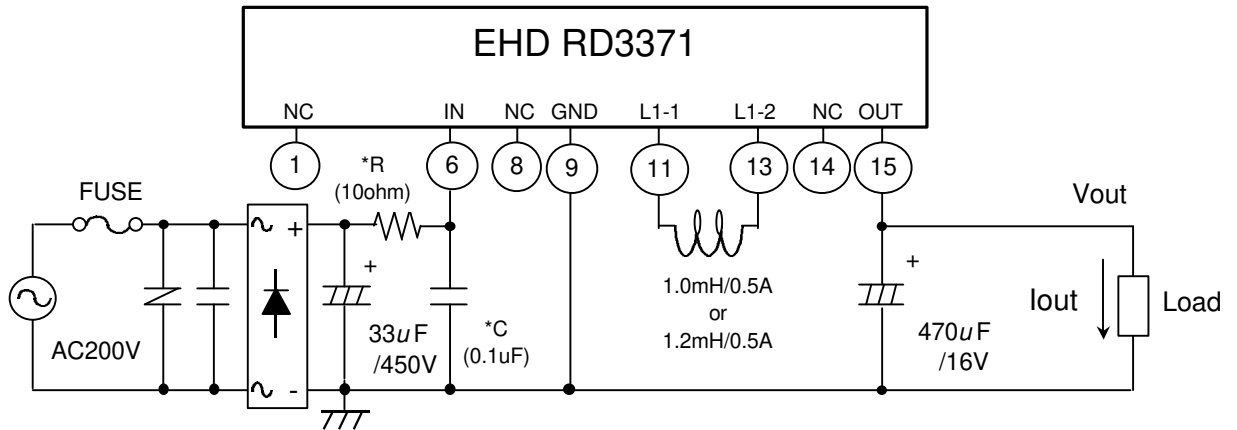 EHD RD3371
NC IN NC GND L1-1 L1-2 NC OUT
1 6 8 9 11 13 14 15
*R
(10ohm)
FUSE
Vout
+
+
+
1.0mH/0.5A
or
1.2mH/0.5A
Iout
Load
AC200V
33uF
/450V
*C
(0.1uF)
470uF
/16V
-